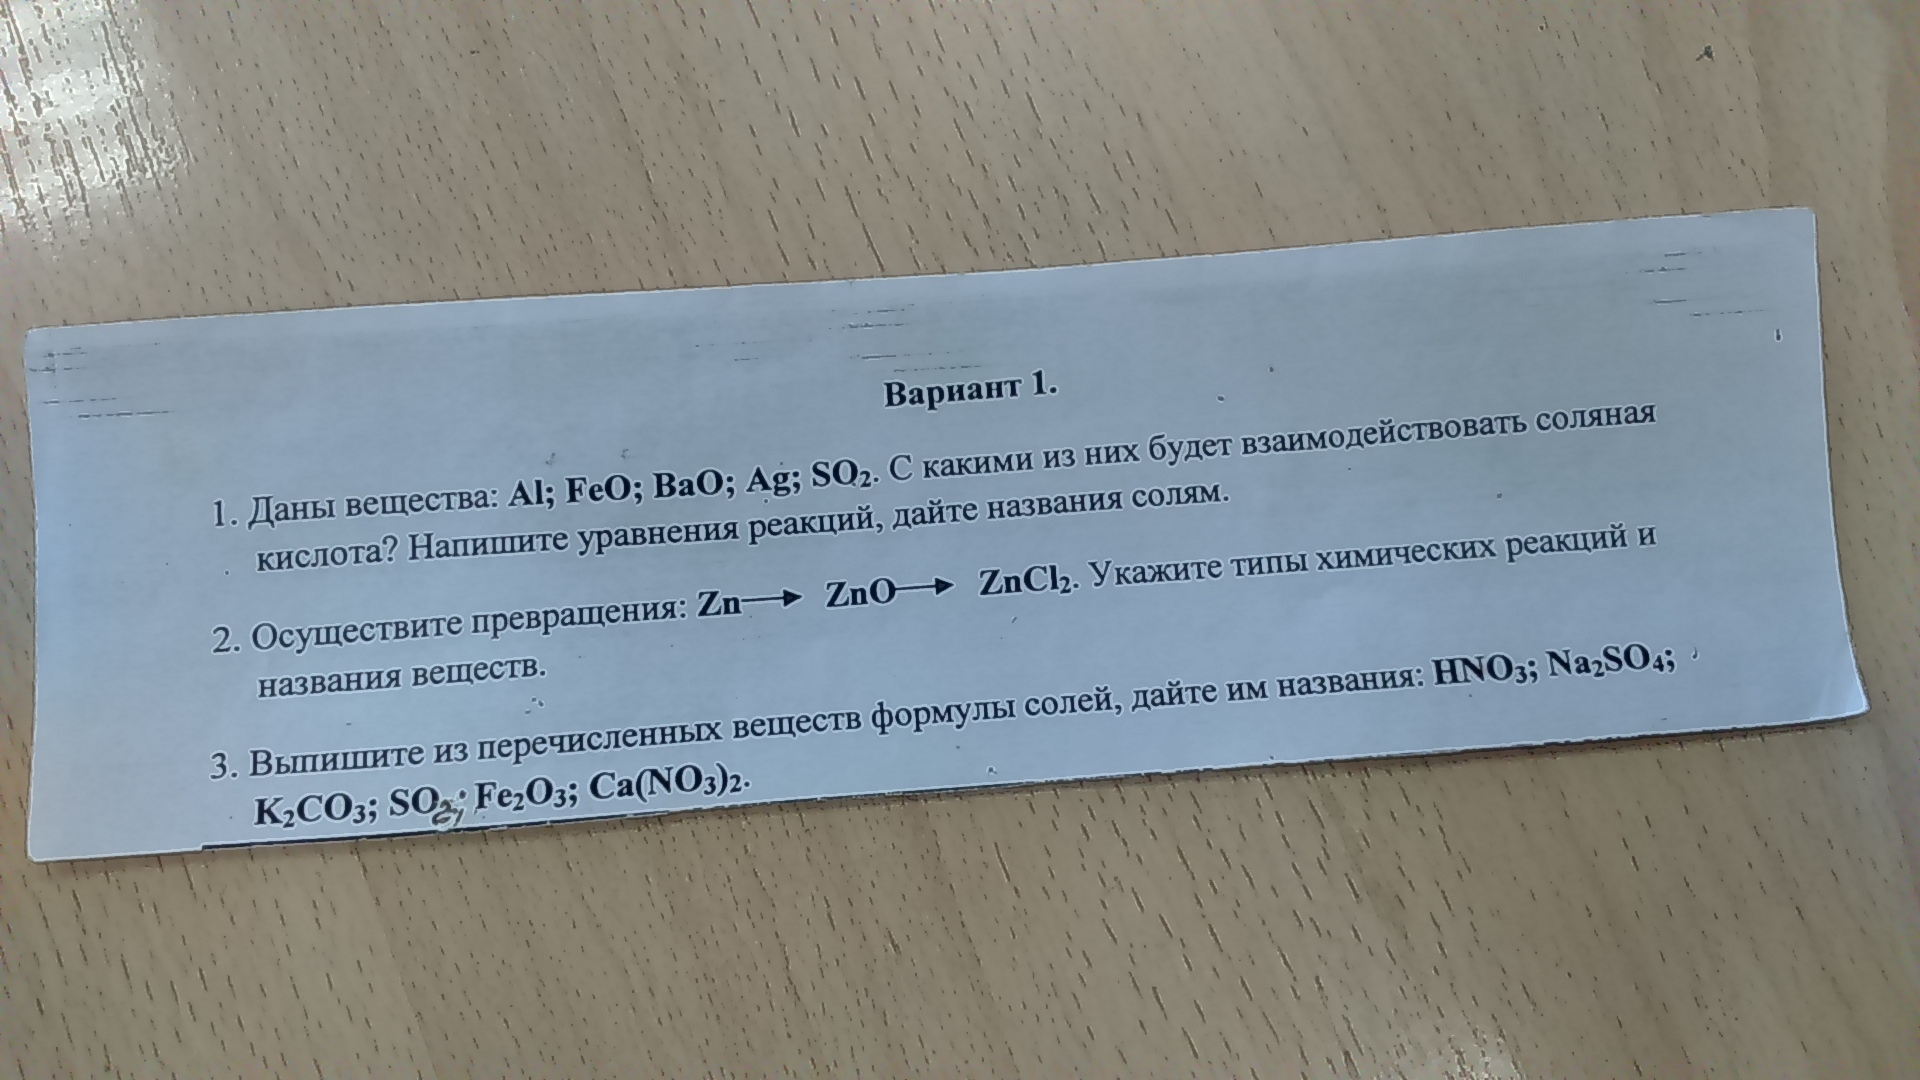 Вариант 1.
1. Даны вещества: Al; FeO; BaO; Ag; SO₂. С какими из них будет взаимодействовать соляная
кислота? Напишите уравнения реакций, дайте названия солям.
2. Осуществите превращения: Zn⟶ ZnO⟶ ZnCl₂. Укажите типы химических реакций и
названия веществ.
3. Выпишите из перечисленных веществ формулы солей, дайте им названия: HNO₃; Na₂SO₄;
K₂CO₃; SO₂; Fe₂O₃; Ca(NO₃)₂.